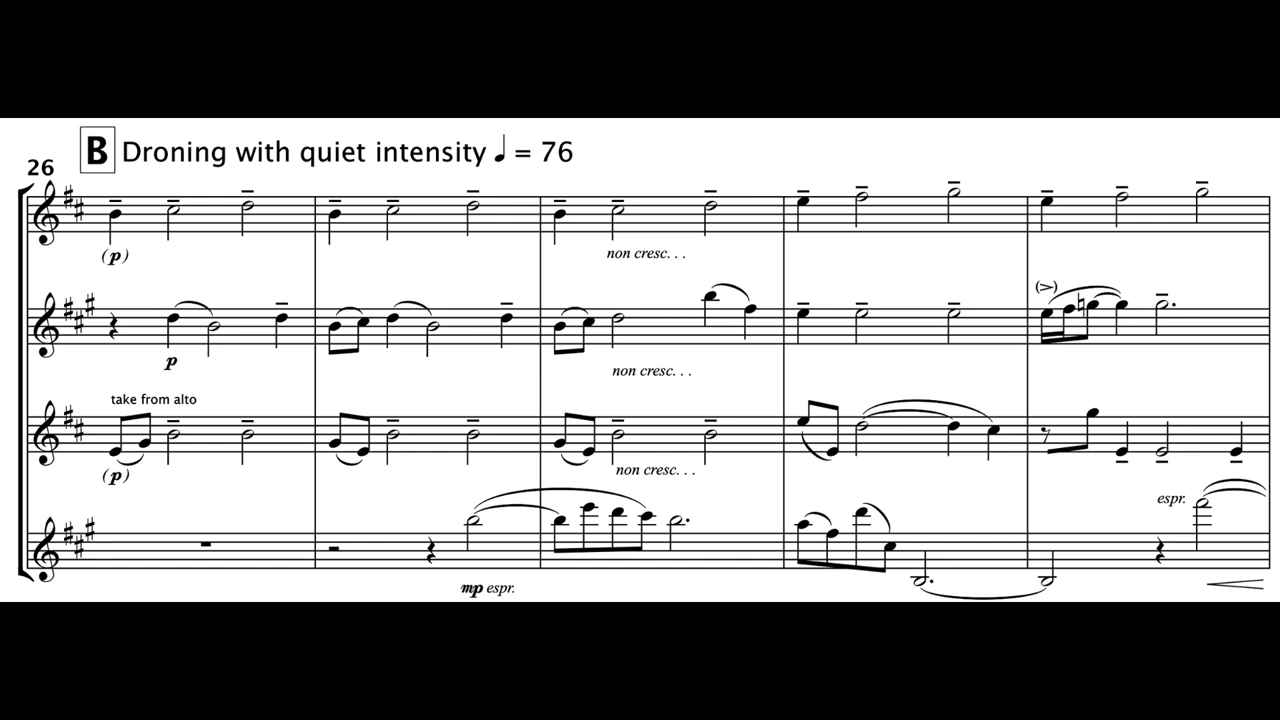 B Droning with quiet intensity ♩ = 76
26
(p)
non cresc. . .
(>)
p
non cresc. . .
take from alto
(p)
non cresc. . .
espr.
mp espr.